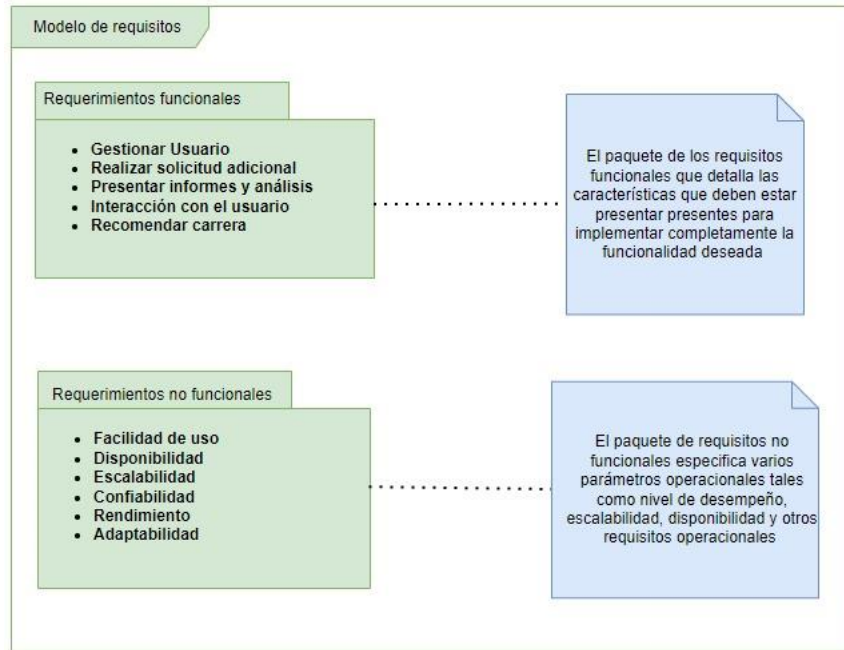 Modelo de requisitos
Requerimientos funcionales
• Gestionar Usuario
• Realizar solicitud adicional
• Presentar informes y análisis
• Interacción con el usuario
• Recomendar carrera
El paquete de los requisitos
funcionales que detalla las
características que deben estar
presentar presentes para
implementar completamente la
funcionalidad deseada
Requerimientos no funcionales
• Facilidad de uso
• Disponibilidad
• Escalabilidad
• Confiabilidad
• Rendimiento
• Adaptabilidad
El paquete de requisitos no
funcionales especifica varios
parámetros operacionales tales
como nivel de desempeño,
escalabilidad, disponibilidad y otros
requisitos operacionales